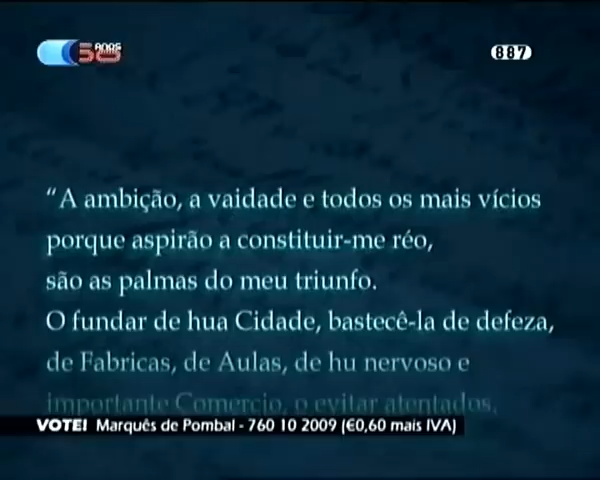 50 ANOS
887
“A ambição, a vaidade e todos os mais vícios
porque aspirão a constituir-me réo,
são as palmas do meu triunfo.
O fundar de hua Cidade, bastecê-la de defeza,
de Fabricas, de Aulas, de hu nervoso e
importante Comercio, o evitar atentados,
VOTE! Marquês de Pombal - 760 10 2009 (€0,60 mais IVA)